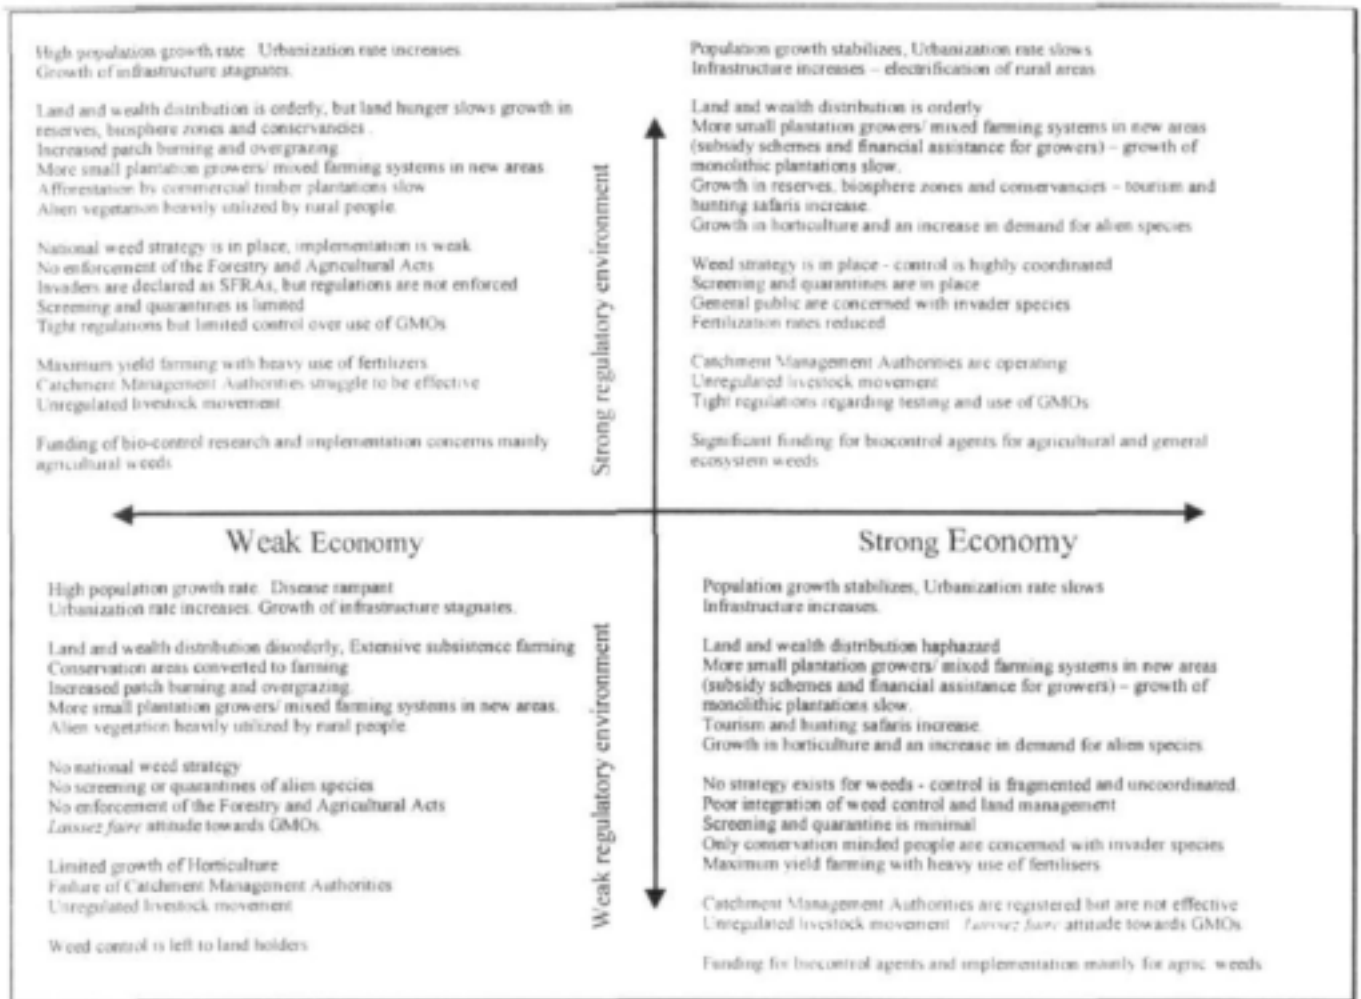 High population growth rate. Urbanization rate increases.
Growth of infrastructure stagnates.
Land and wealth distribution is orderly, but land hunger slows growth in
reserves, biosphere zones and conservancies .
Increased patch burning and overgrazing.
More small plantation growers/ mixed farming systems in new areas.
Afforestation by commercial timber plantations slow
Alien vegetation heavily utilized by rural people.
National weed strategy is in place, implementation is weak
No enforcement of the Forestry and Agricultural Acts
Invaders are declared as SFRAs, but regulations are not enforced
Screening and quarantines is limited
Tight regulations but limited control over use of GMOs
Maximum yield farming with heavy use of fertilizers.
Catchment Management Authorities struggle to be effective
Unregulated livestock movement
Funding of bio-control research and implementation concerns mainly
agricultural weeds
Strong regulatory environment
Population growth stabilizes, Urbanization rate slows
Infrastructure increases – electrification of rural areas
Land and wealth distribution is orderly
More small plantation growers/ mixed farming systems in new areas
(subsidy schemes and financial assistance for growers) – growth of
monolithic plantations slow.
Growth in reserves, biosphere zones and conservancies – tourism and
hunting safaris increase.
Growth in horticulture and an increase in demand for alien species
Weed strategy is in place - control is highly coordinated
Screening and quarantines are in place
General public are concerned with invader species
Fertilization rates reduced
Catchment Management Authorities are operating
Unregulated livestock movement
Tight regulations regarding testing and use of GMOs
Significant funding for biocontrol agents for agricultural and general
ecosystem weeds
Weak Economy
Strong Economy
High population growth rate. Disease rampant
Urbanization rate increases. Growth of infrastructure stagnates.
Land and wealth distribution disorderly, Extensive subsistence farming
Conservation areas converted to farming
Increased patch burning and overgrazing.
More small plantation growers/ mixed farming systems in new areas.
Alien vegetation heavily utilized by rural people
No national weed strategy
No screening or quarantines of alien species
No enforcement of the Forestry and Agricultural Acts
Laissez faire attitude towards GMOs.
Limited growth of Horticulture
Failure of Catchment Management Authorities
Unregulated livestock movement
Weed control is left to land holders
Weak regulatory environment
Population growth stabilizes, Urbanization rate slows
Infrastructure increases.
Land and wealth distribution haphazard
More small plantation growers/ mixed farming systems in new areas
(subsidy schemes and financial assistance for growers) – growth of
monolithic plantations slow.
Tourism and hunting safaris increase.
Growth in horticulture and an increase in demand for alien species
No strategy exists for weeds - control is fragmented and uncoordinated.
Poor integration of weed control and land management
Screening and quarantine is minimal
Only conservation minded people are concerned with invader species
Maximum yield farming with heavy use of fertilisers
Catchment Management Authorities are registered but are not effective
Unregulated livestock movement Laissez faire attitude towards GMOs
Funding for biocontrol agents and implementation mainly for agric weeds